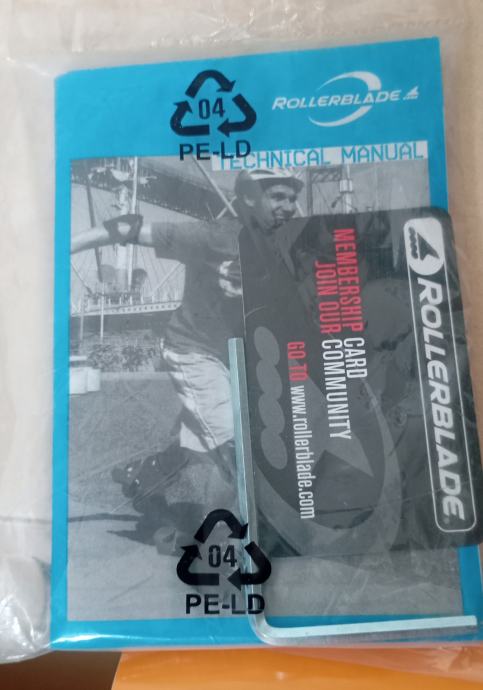 04
PE-LD
ROLLERBLADE
TECHNICAL MANUAL
ROLLERBLADE
MEMBERSHIP CARD
JOIN OUR COMMUNITY
GO TO www.rollerblade.com
04
PE-LD